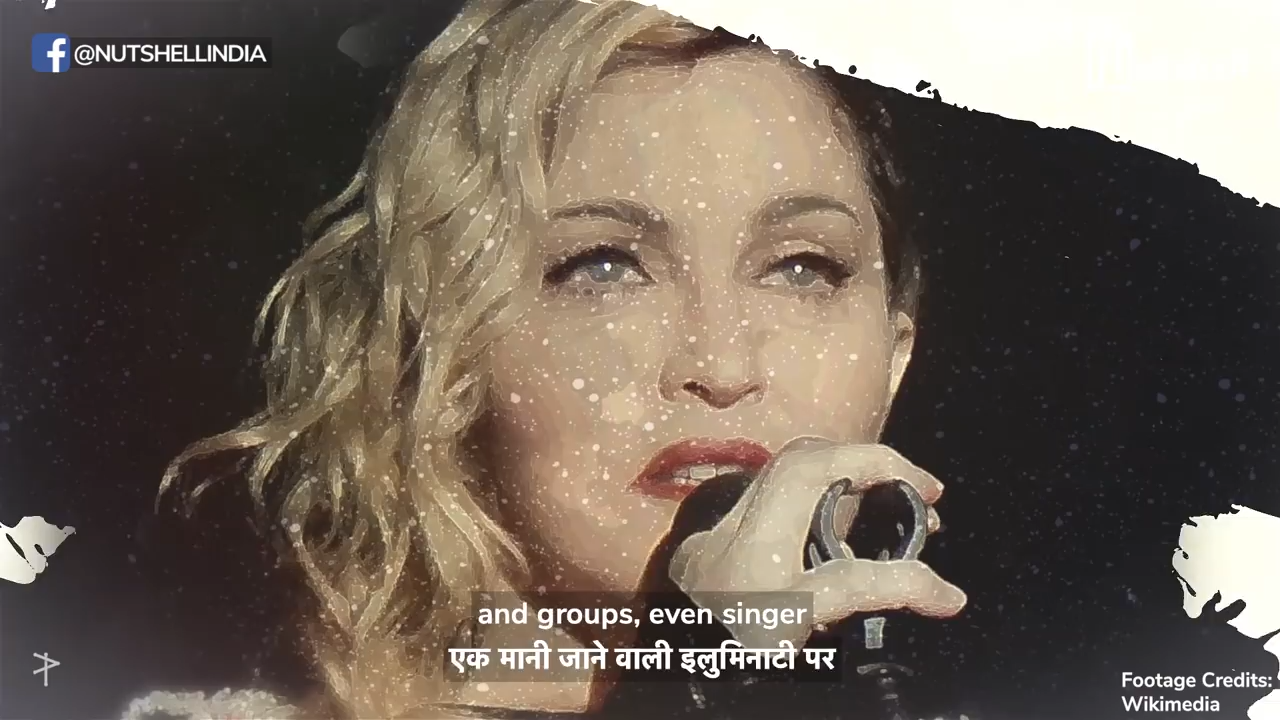 @NUTSHELLINDIA
and groups, even singer
एक मानी जाने वाली इलुमिनाटी पर
Footage Credits:
Wikimedia